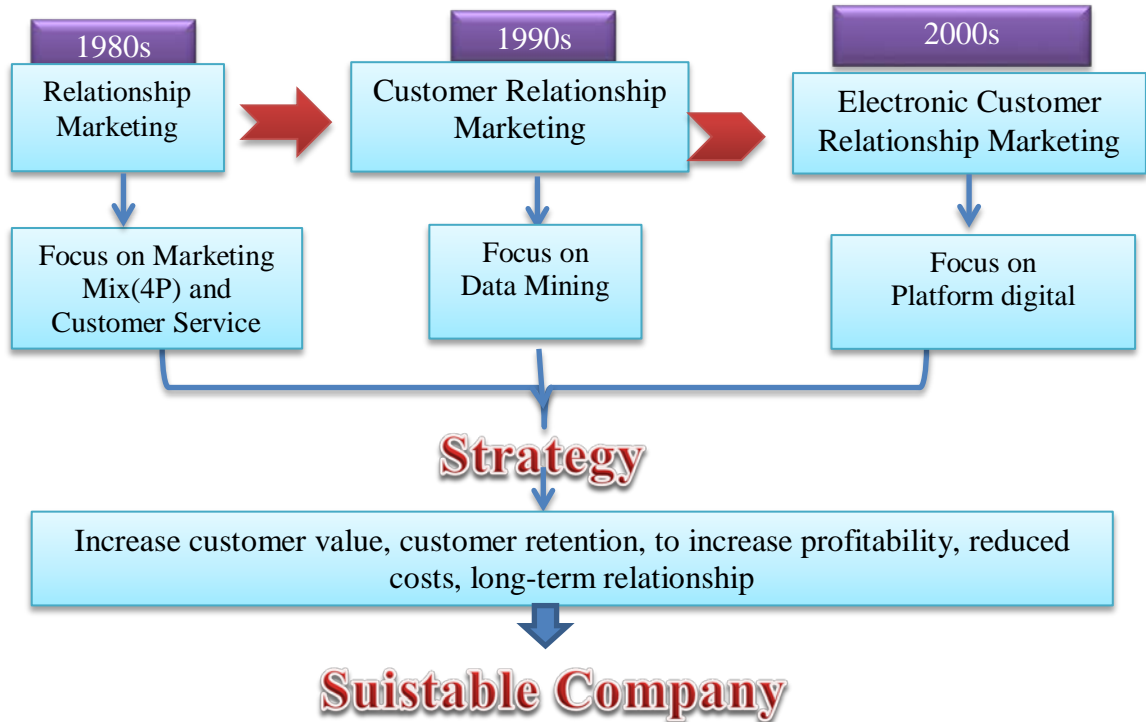 1980s
Relationship
Marketing
1990s
Customer Relationship
Marketing
2000s
Electronic Customer
Relationship Marketing
Focus on Marketing
Mix(4P) and
Customer Service
Focus on
Data Mining
Focus on
Platform digital
Strategy
Increase customer value, customer retention, to increase profitability, reduced
costs, long-term relationship
Suistable Company